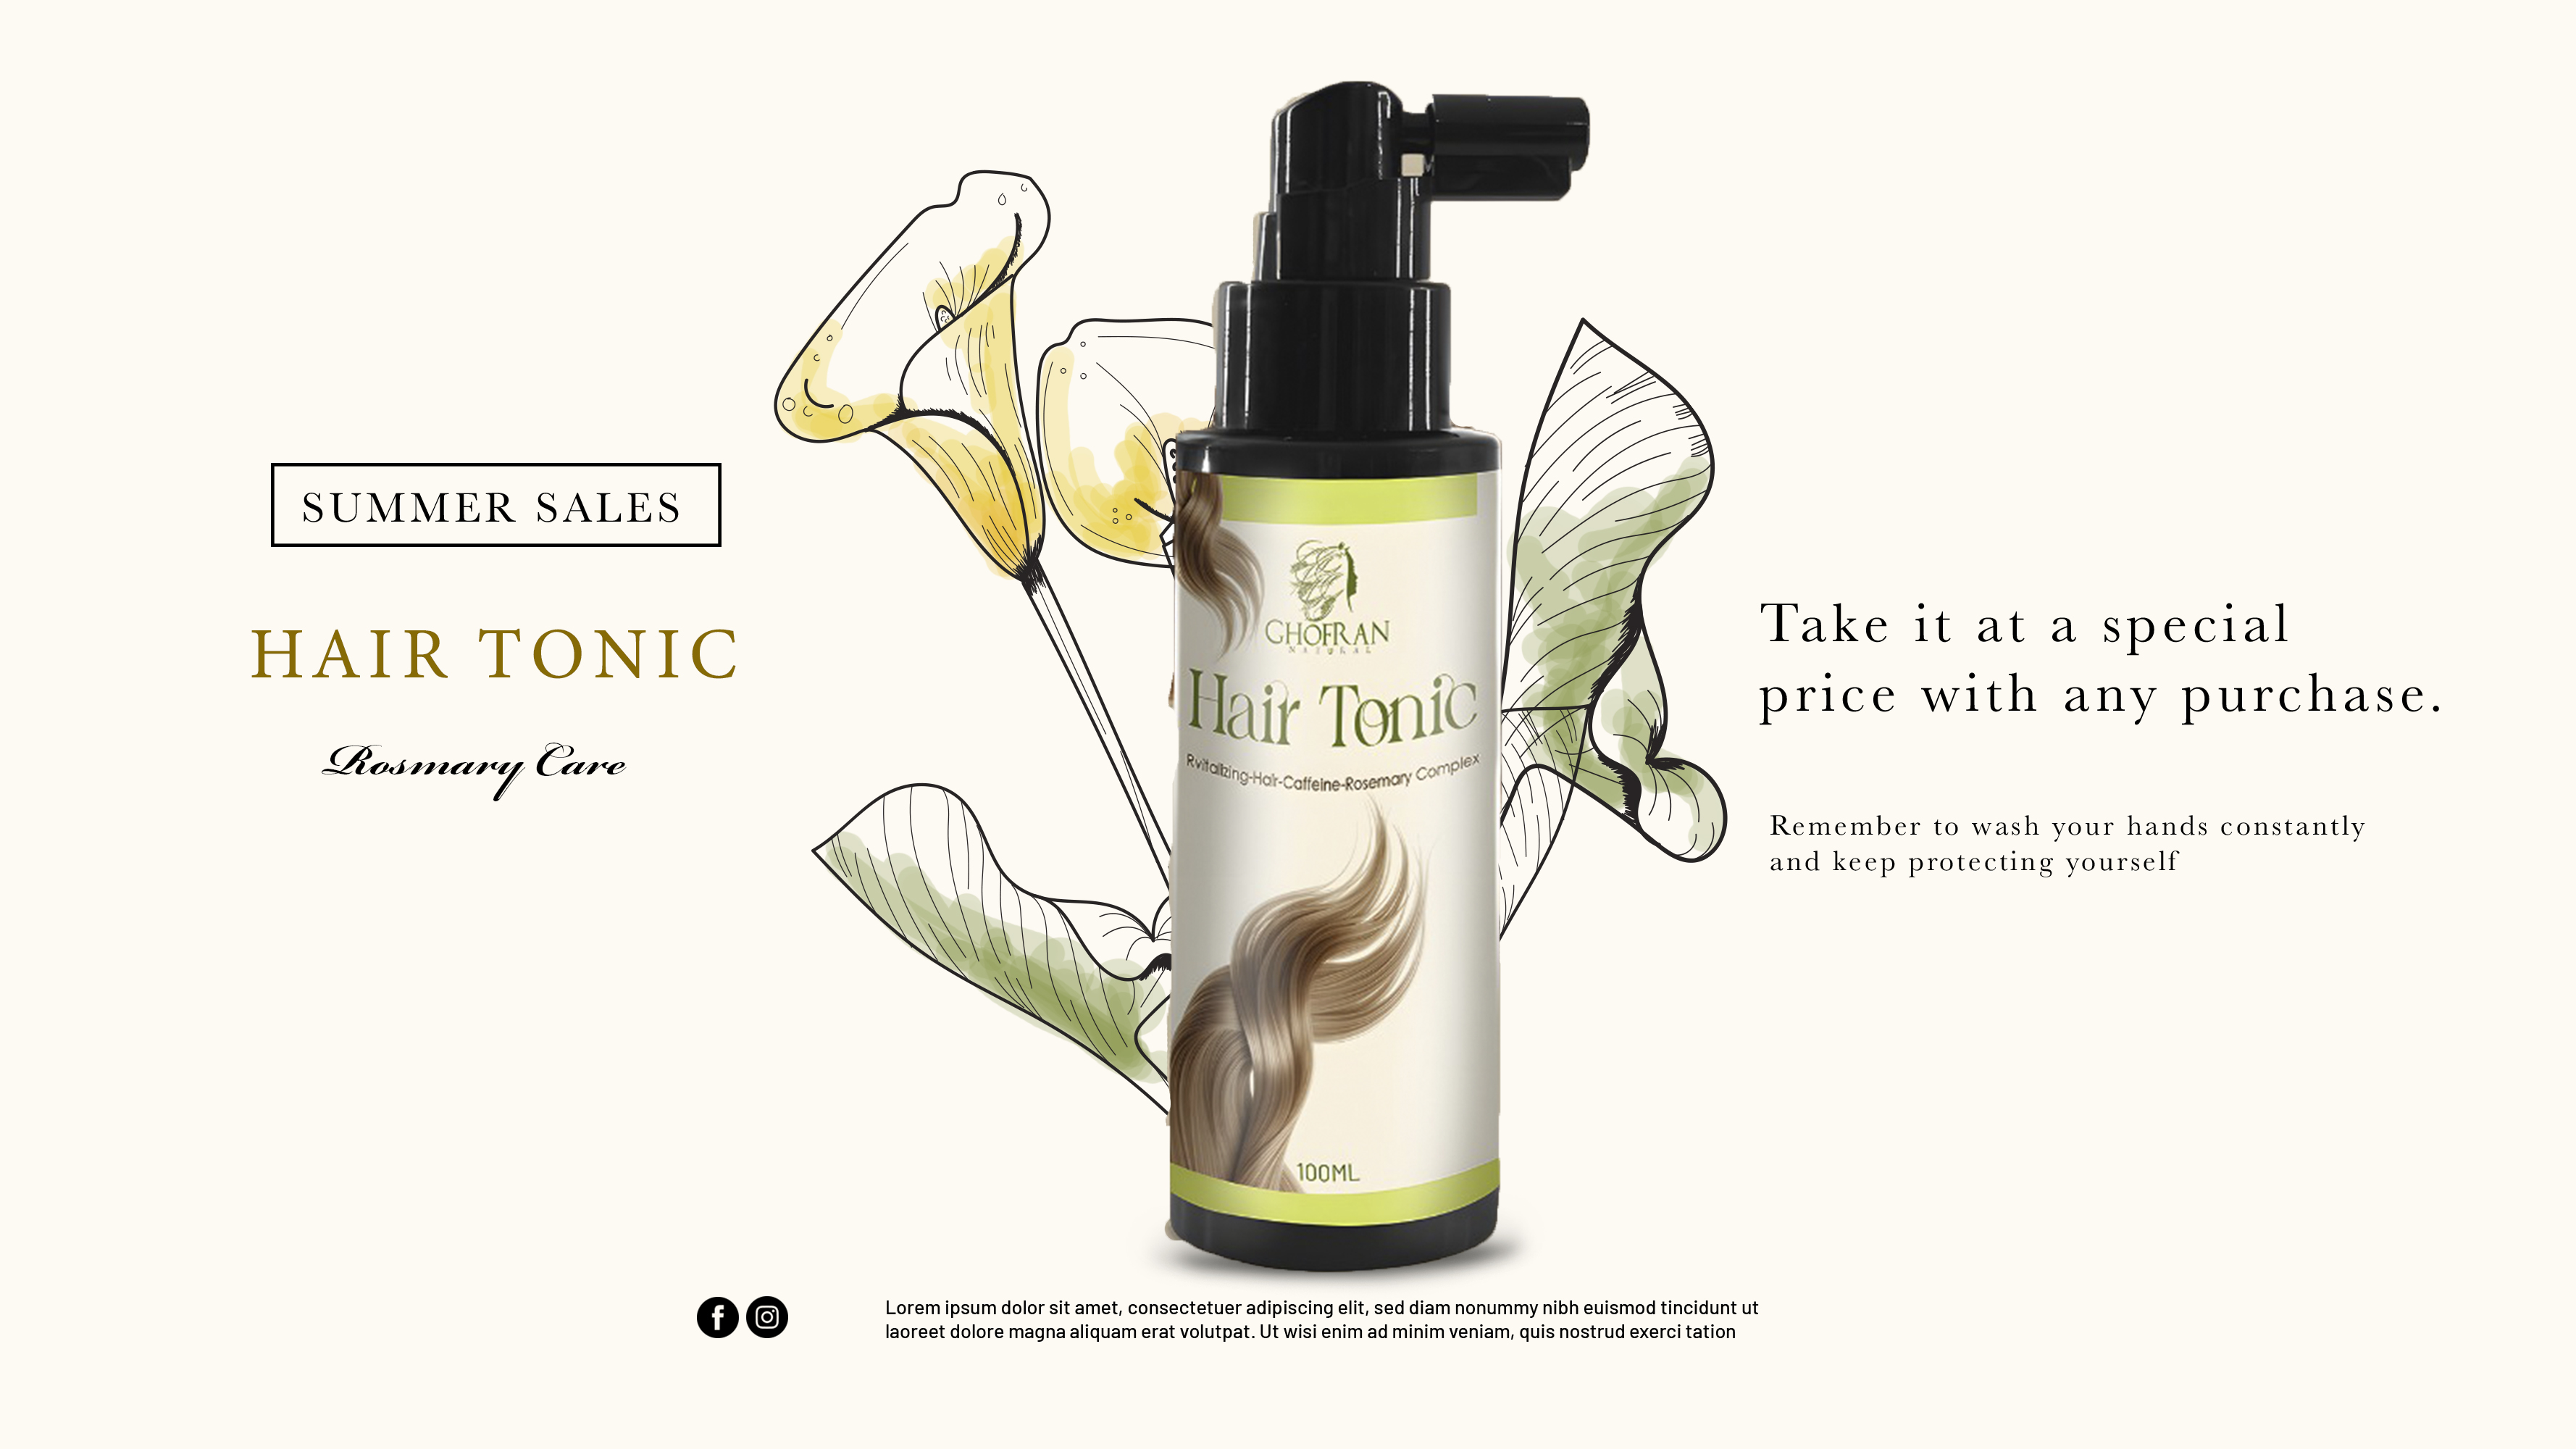 SUMMER SALES
HAIR TONIC
Rosmary Care
GHOFRAN
NATURAL
Hair Tonic
Rvitalizing-Hair-Caffeine-Rosemary Complex
100ML
Take it at a special
price with any purchase.
Remember to wash your hands constantly
and keep protecting yourself
Lorem ipsum dolor sit amet, consectetuer adipiscing elit, sed diam nonummy nibh euismod tincidunt ut
laoreet dolore magna aliquam erat volutpat. Ut wisi enim ad minim veniam, quis nostrud exerci tation